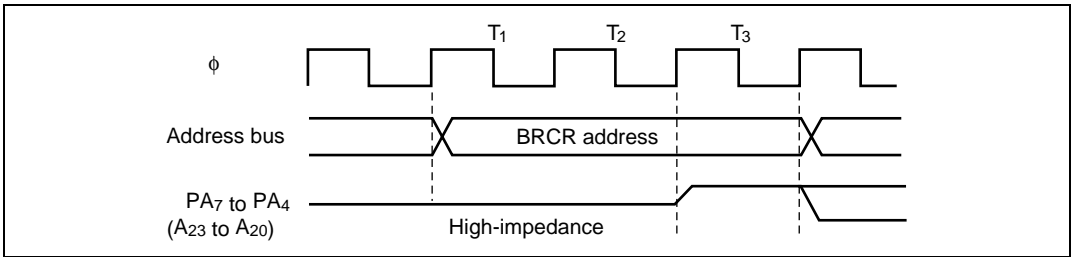 T1 T2 T3
ϕ
Address bus
BRCR address
PA7 to PA4
(A23 to A20)
High-impedance